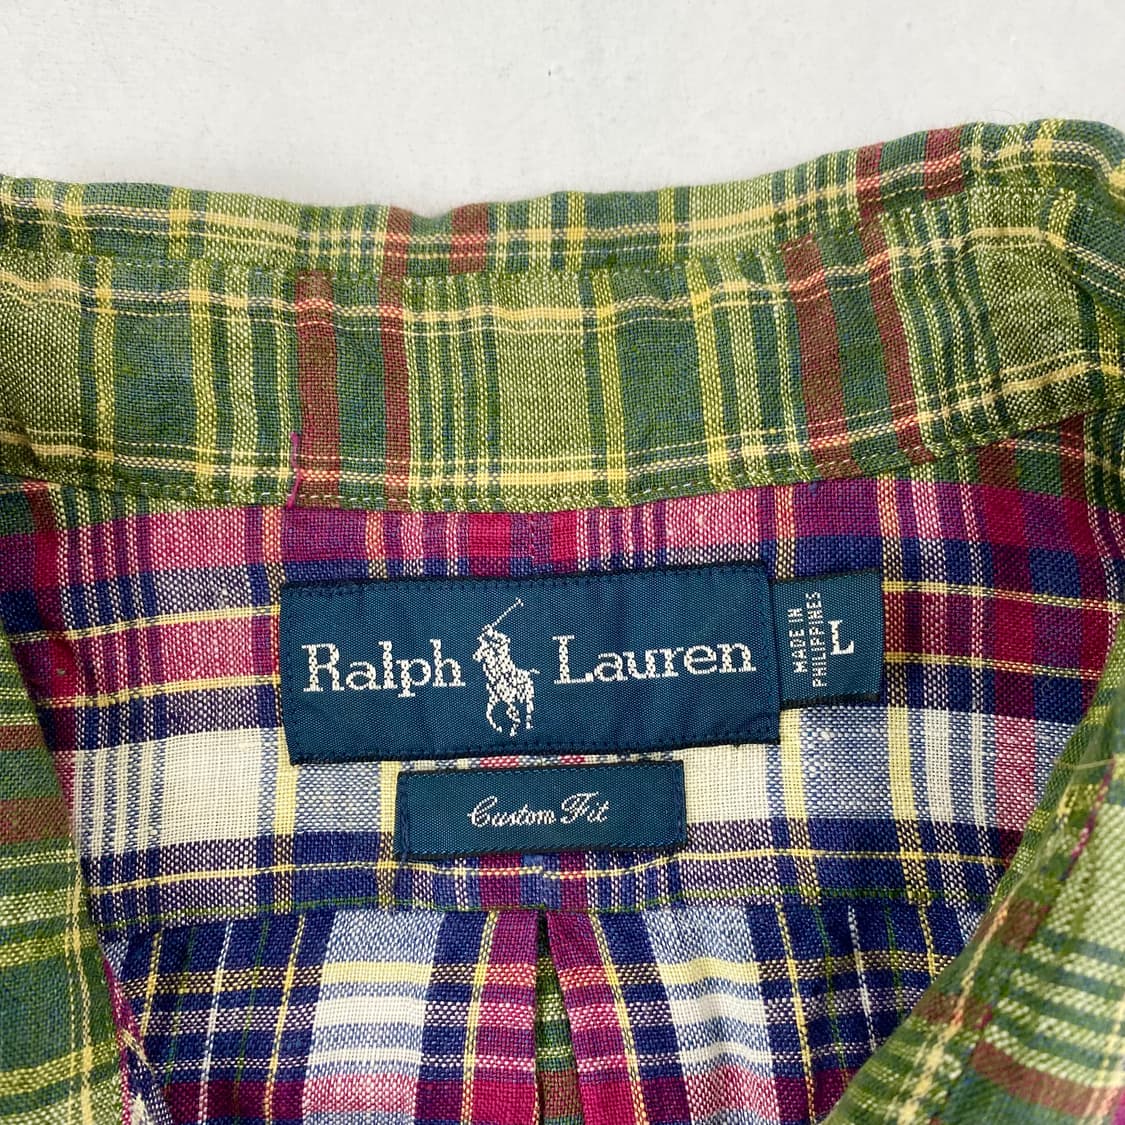 Ralph Lauren
MADE IN
PHILIPPINES
L
Custom Fit